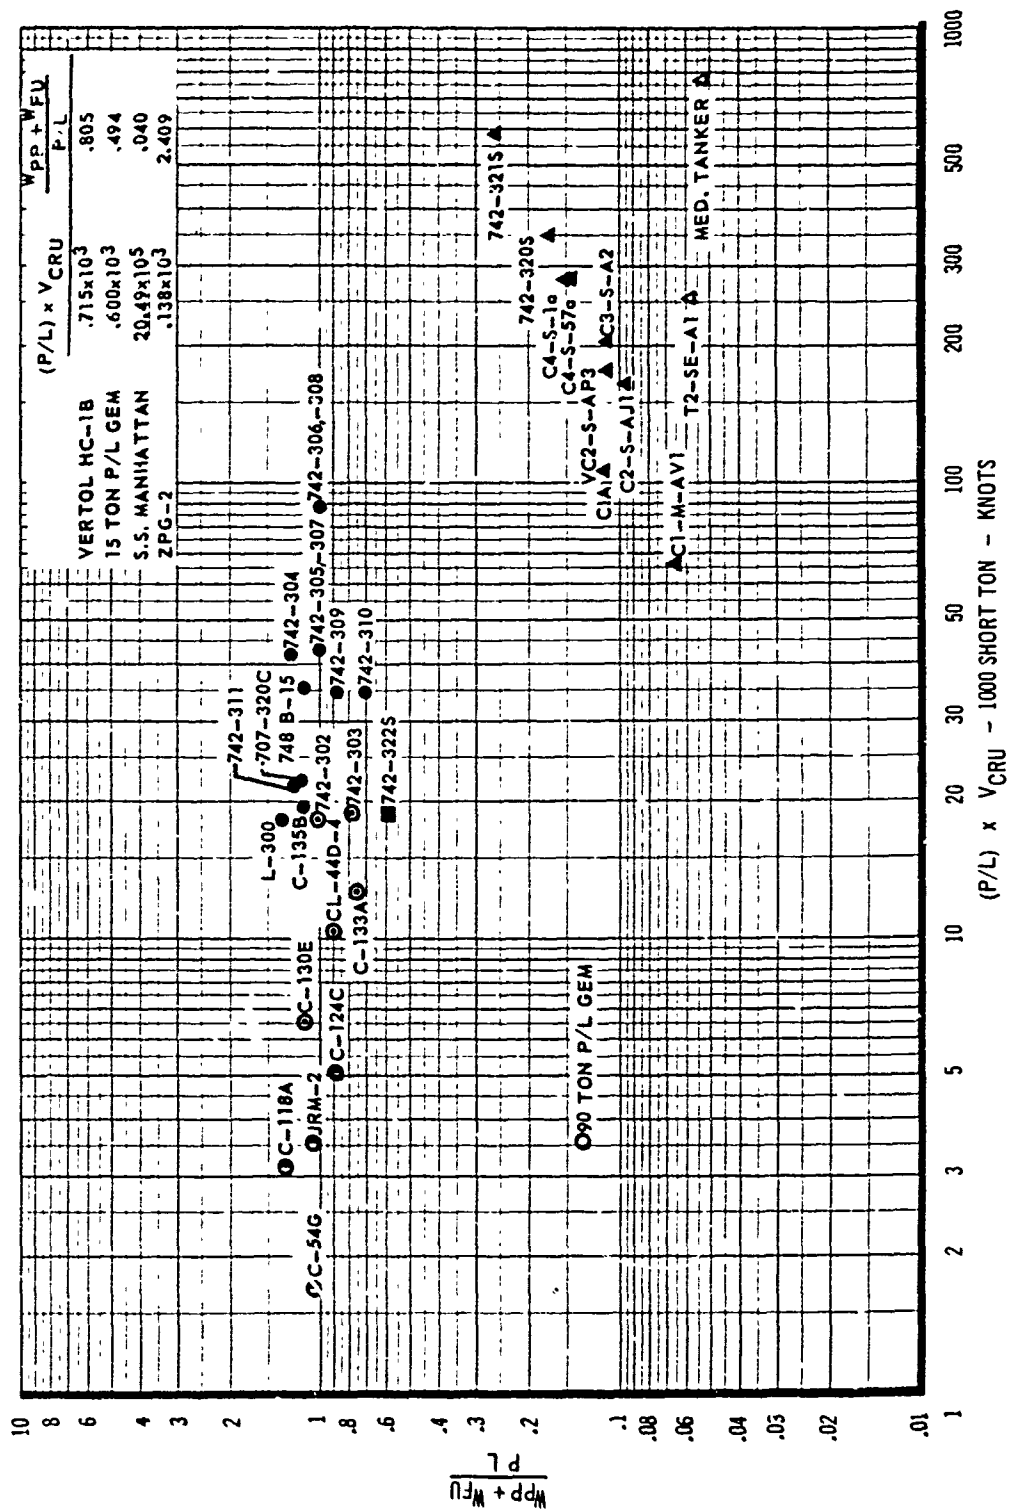 (P/L) x VCRU
WPP + WFU
P/L
VERTOL HC-1B .715x10³ .805
15 TON P/L GEM .600x10³ .494
S.S. MANHATTAN 20.49x10⁵ .040
ZPG-2 .138x10³ 2.409
742-311
707-320C
748 B-15
742-304
742-305,-307
742-306,-308
742-309
742-310
L-300
C-135B
742-302
742-303
742-322S
CL-44D-4
C-133A
C-130E
C-124C
C-118A
JRM-2
C-54G
90 TON P/L GEM
742-321S
742-320S
C4-S-1a
C4-S-57a
C3-S-A2
VC2-S-AP3
C1A1
C2-S-AJ1
C1-M-AV1
T2-SE-A1
MED. TANKER
10
8
6
4
3
2
1
.8
.6
.4
.3
.2
.1
.08
.06
.04
.03
.02
.01
WPP + WFU
P L
1 2 3 5 10 20 30 50 100 200 300 500 1000
(P/L) x VCRU - 1000 SHORT TON - KNOTS